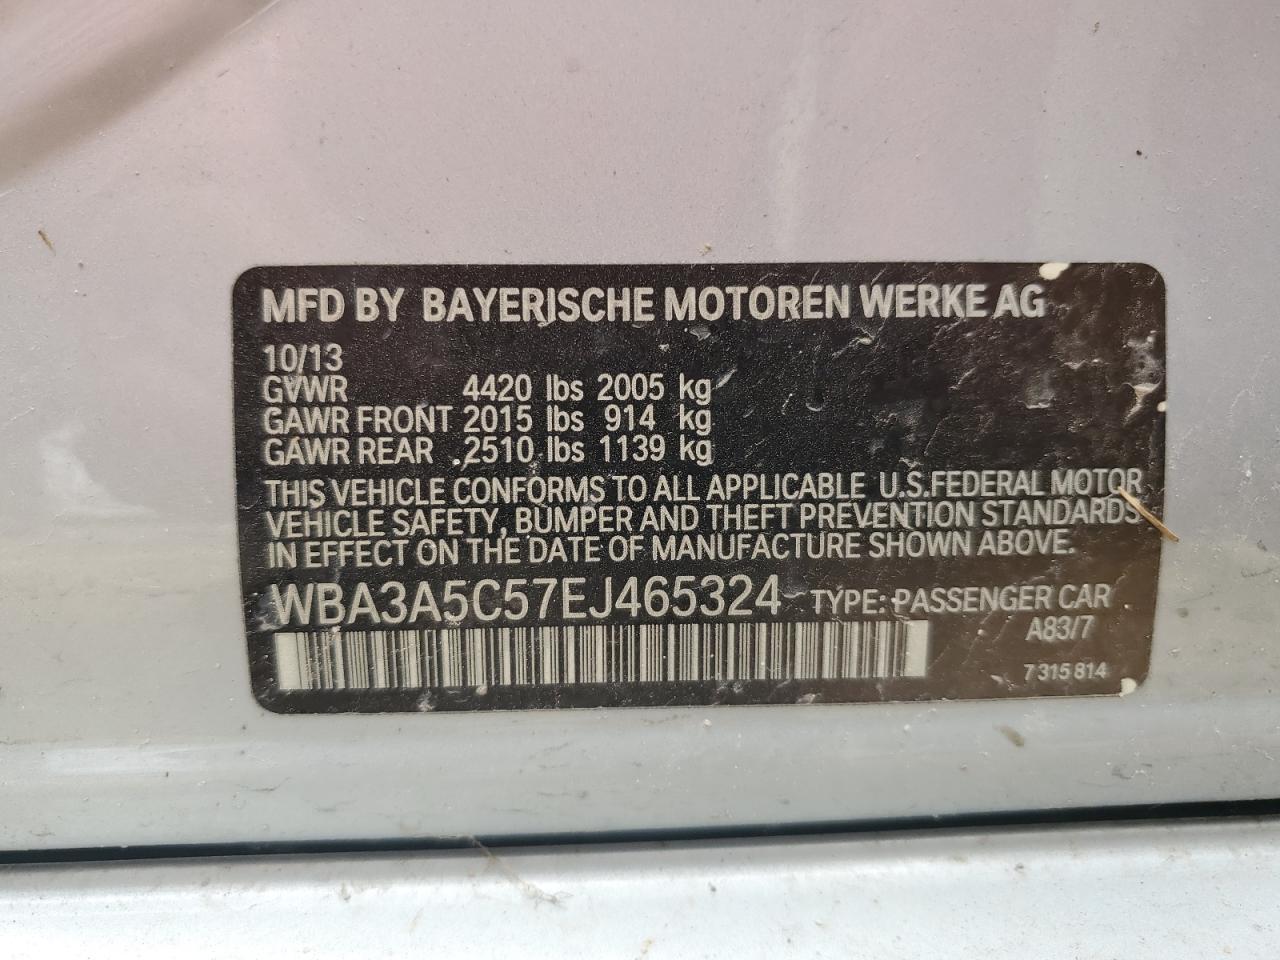 MFD BY BAYERISCHE MOTOREN WERKE AG
10/13
GVWR 4420 lbs 2005 kg
GAWR FRONT 2015 lbs 914 kg
GAWR REAR 2510 lbs 1139 kg
THIS VEHICLE CONFORMS TO ALL APPLICABLE U.S.FEDERAL MOTOR
VEHICLE SAFETY, BUMPER AND THEFT PREVENTION STANDARDS
IN EFFECT ON THE DATE OF MANUFACTURE SHOWN ABOVE.
WBA3A5C57EJ465324 TYPE: PASSENGER CAR
A83/7
7 315 814